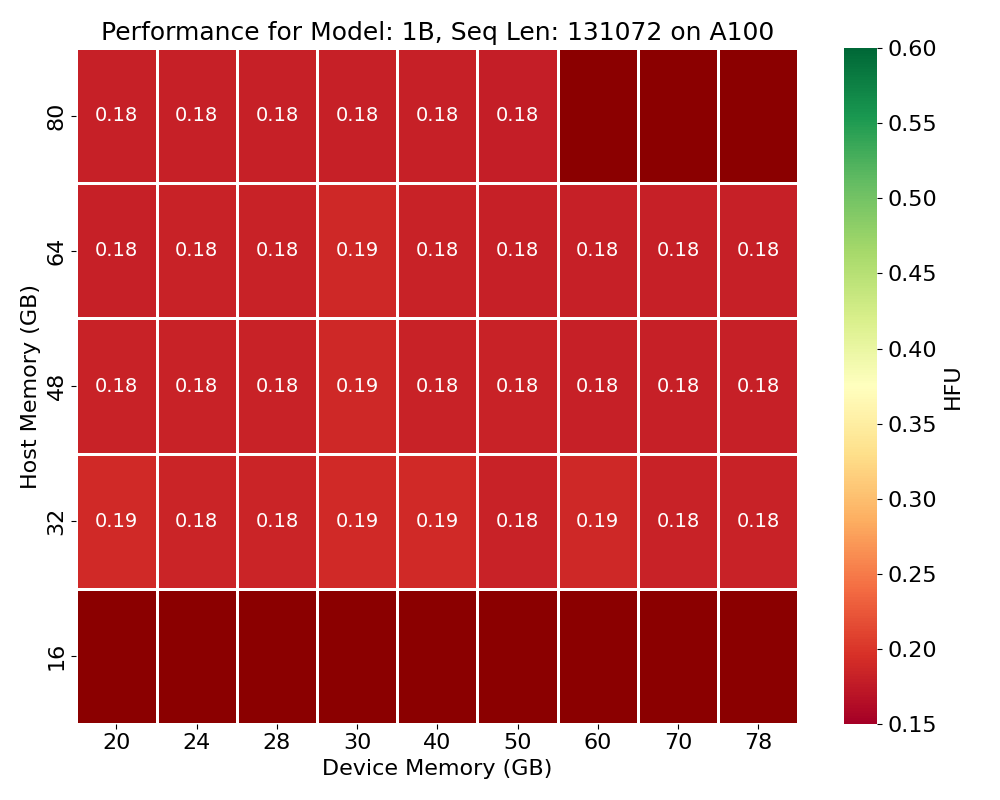 Performance for Model: 1B, Seq Len: 131072 on A100
Host Memory (GB)
80 0.18 0.18 0.18 0.18 0.18 0.18
64 0.18 0.18 0.18 0.19 0.18 0.18 0.18 0.18 0.18
48 0.18 0.18 0.18 0.19 0.18 0.18 0.18 0.18 0.18
32 0.19 0.18 0.18 0.19 0.19 0.18 0.19 0.18 0.18
16
20 24 28 30 40 50 60 70 78
Device Memory (GB)
0.60
0.55
0.50
0.45
0.40
0.35
0.30
0.25
0.20
0.15
HFU